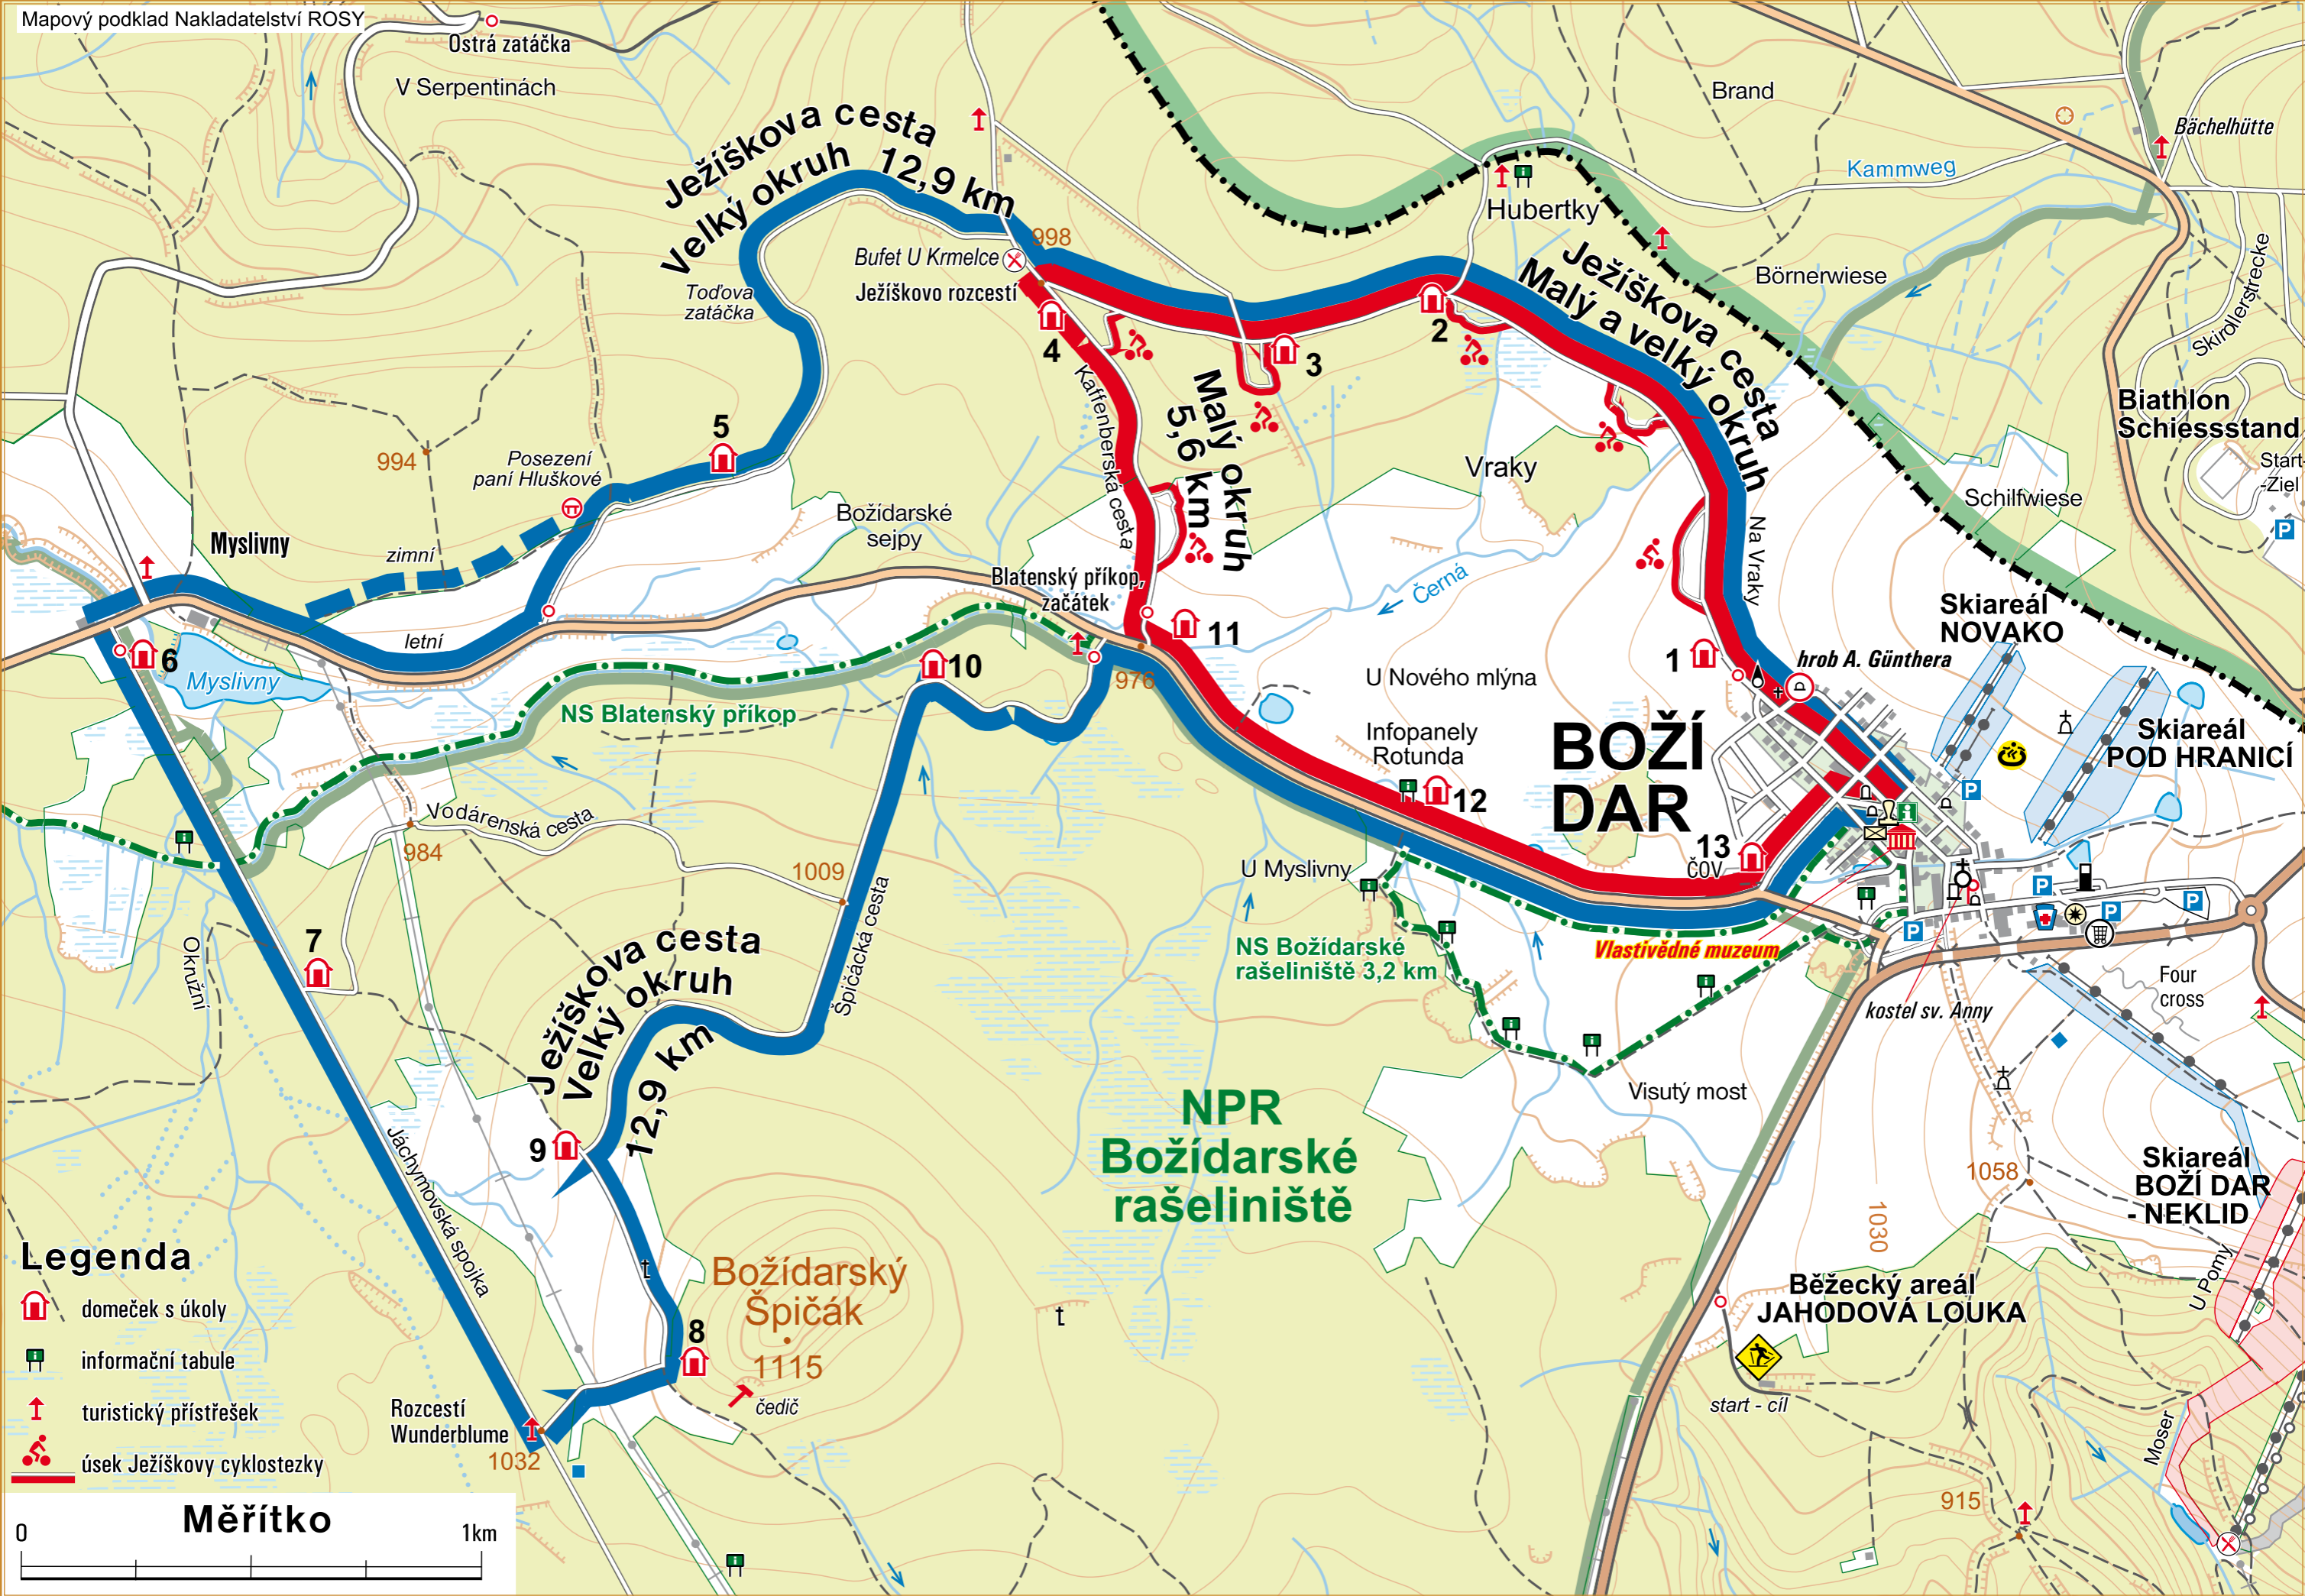 Mapový podklad Nakladatelství ROSY
Ostrá zatáčka
V Serpentinách
Ježíškova cesta
Velký okruh 12,9 km
Brand
Bächelhütte
Kammweg
Hubertky
998
Bufet U Krmelce
Ježíškovo rozcestí
Toďova
zatáčka
Börnerwiese
Skirollerstrecke
Ježíškova cesta
Malý a velký okruh
2
3
4
Kaffenberská cesta
Malý okruh
5,6 km
Biathlon
Schiessstand
Start-
-Ziel
P
5
994
Posezení
paní Hluškové
Vraky
Schilfwiese
Božídarské
sejpy
Na Vraky
Myslivny
zimní
letní
Blatenský příkop,
začátek
Černá
11
Skiareál
NOVAKO
1
hrob A. Günthera
6
Myslivny
10
976
U Nového mlýna
NS Blatenský příkop
Infopanely
Rotunda
BOŽÍ
DAR
Skiareál
POD HRANICÍ
P
12
Vodárenská cesta
984
1009
13
ČOV
U Myslivny
P
P
P
P
Špičácká cesta
7
Okružní
NS Božídarské
rašeliniště 3,2 km
Vlastivědné muzeum
kostel sv. Anny
Four
cross
Ježíškova cesta
Velký okruh
12,9 km
Visutý most
NPR
Božídarské
rašeliniště
9
Jáchymovská spojka
1058
1030
Skiareál
BOŽÍ DAR
- NEKLID
U Pomy
Božídarský
Špičák
1115
8
čedič
Běžecký areál
JAHODOVÁ LOUKA
start - cíl
Moser
915
Rozcestí
Wunderblume
1032
Legenda
domeček s úkoly
informační tabule
turistický přístřešek
úsek Ježíškovy cyklostezky
Měřítko
0 1km